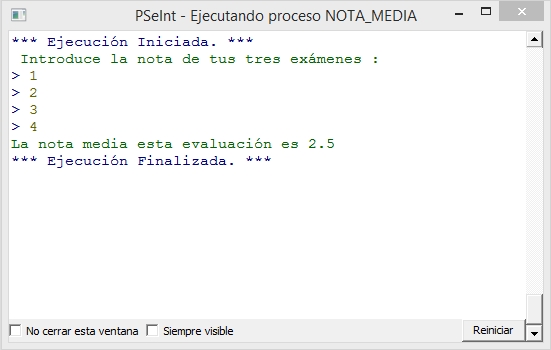 PSeInt - Ejecutando proceso NOTA_MEDIA
*** Ejecución Iniciada. ***
Introduce la nota de tus tres exámenes :
> 1
> 2
> 3
> 4
La nota media esta evaluación es 2.5
*** Ejecución Finalizada. ***
No cerrar esta ventana Siempre visible Reiniciar